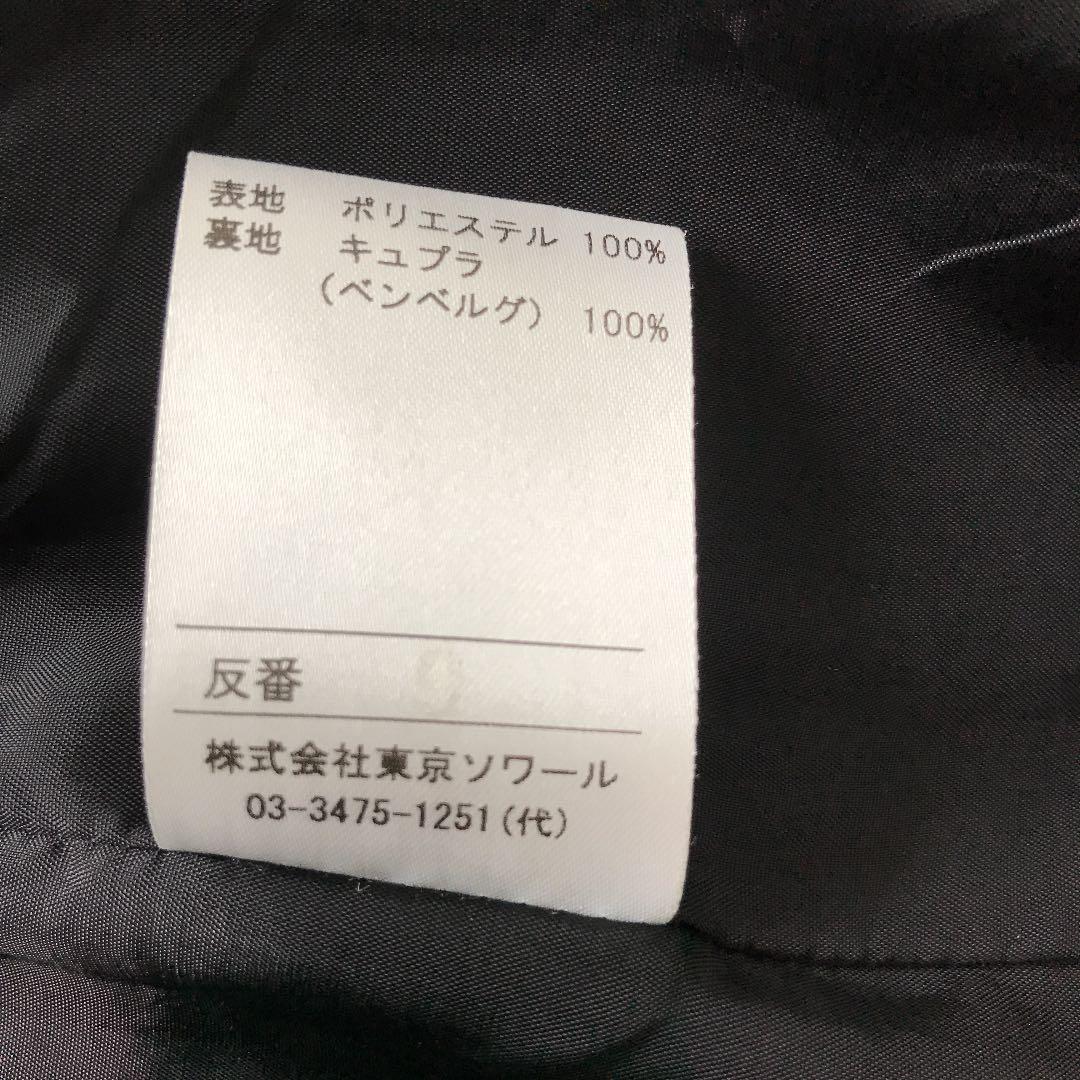 表地 ポリエステル 100%
裏地 キュプラ
(ベンベルグ) 100%
反番
株式会社東京ソワール
03-3475-1251(代)